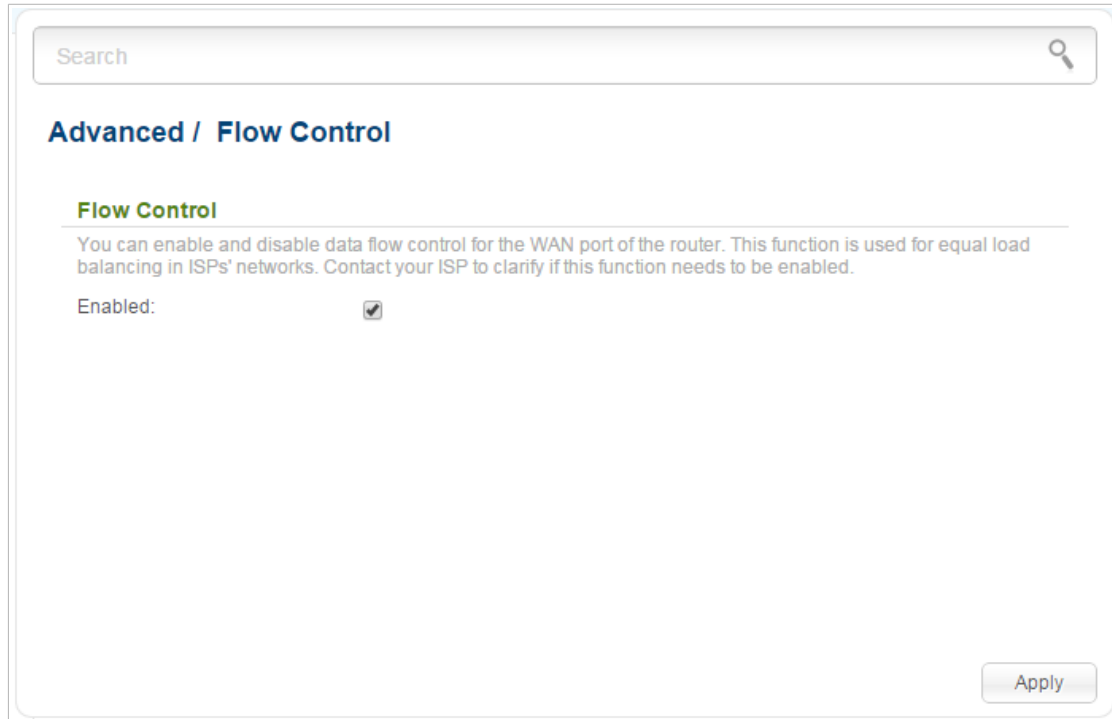 Search
Advanced / Flow Control
Flow Control
You can enable and disable data flow control for the WAN port of the router. This function is used for equal load
balancing in ISPs' networks. Contact your ISP to clarify if this function needs to be enabled.
Enabled:
Apply